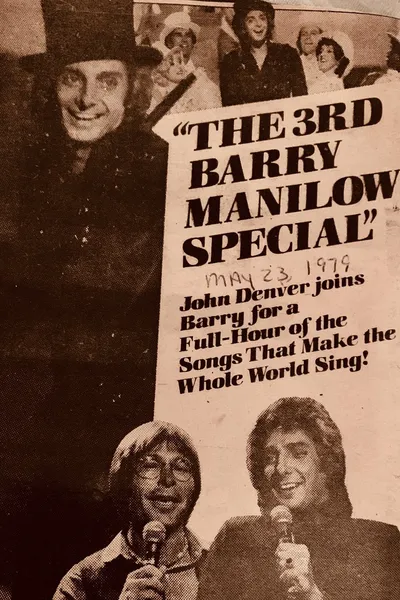 "THE 3RD
BARRY
MANILOW
SPECIAL"
MAY 23, 1979
John Denver joins
Barry for a
Full-Hour of the
Songs That Make the
Whole World Sing!